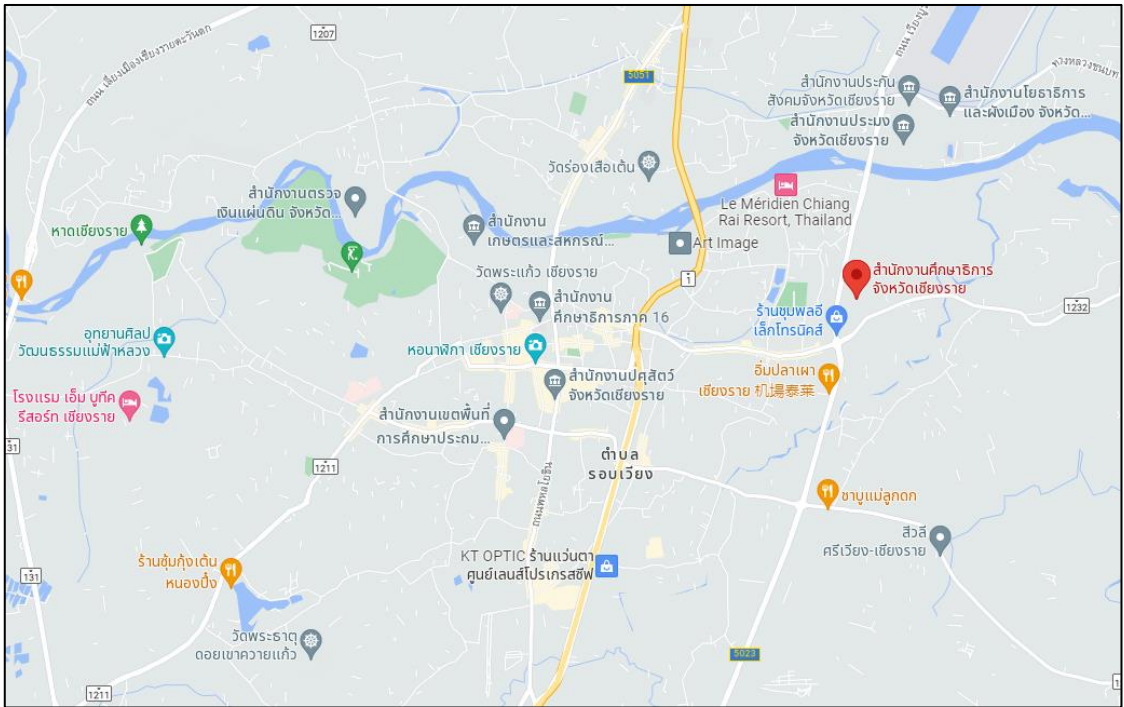 1207
ถนน เลี่ยงเมืองเชียงรายตะวันตก
5051
ถนน เวียงบูร
ทางหลวงชนบท
สำนักงานประกัน
สังคมจังหวัดเชียงราย
สำนักงานโยธาธิการ
และผังเมือง จังหวัด...
สำนักงานประมง
จังหวัดเชียงราย
วัดร่องเสือเต้น
สำนักงานตรวจ
เงินแผ่นดิน จังหวัด...
Le Méridien Chiang
Rai Resort, Thailand
หาดเชียงราย
สำนักงาน
เกษตรและสหกรณ์...
Art Image
วัดพระแก้ว เชียงราย
1
สำนักงานศึกษาธิการ
จังหวัดเชียงราย
สำนักงาน
ศึกษาธิการภาค 16
1232
ร้านชุมพลอี
เล็กโทรนิคส์
อุทยานศิลป
วัฒนธรรมแม่ฟ้าหลวง
หอนาฬิกา เชียงราย
อิ่มปลาเผา
เชียงราย 机場泰莱
สำนักงานปศุสัตว์
จังหวัดเชียงราย
โรงแรม เอ็ม บูทีค
รีสอร์ท เชียงราย
สำนักงานเขตพื้นที่
การศึกษาประถม...
31
ตำบล
รอบเวียง
1211
ถนนพหลโยธิน
ชาบูแม่ลูกดก
สิวลี
ศรีเวียง-เชียงราย
KT OPTIC ร้านแว่นตา
ศูนย์เลนส์โปรเกรสซีฟ
ร้านซุ้มกุ้งเต้น
หนองปึ๋ง
131
วัดพระธาตุ
ดอยเขาควายแก้ว
5023
1211
1